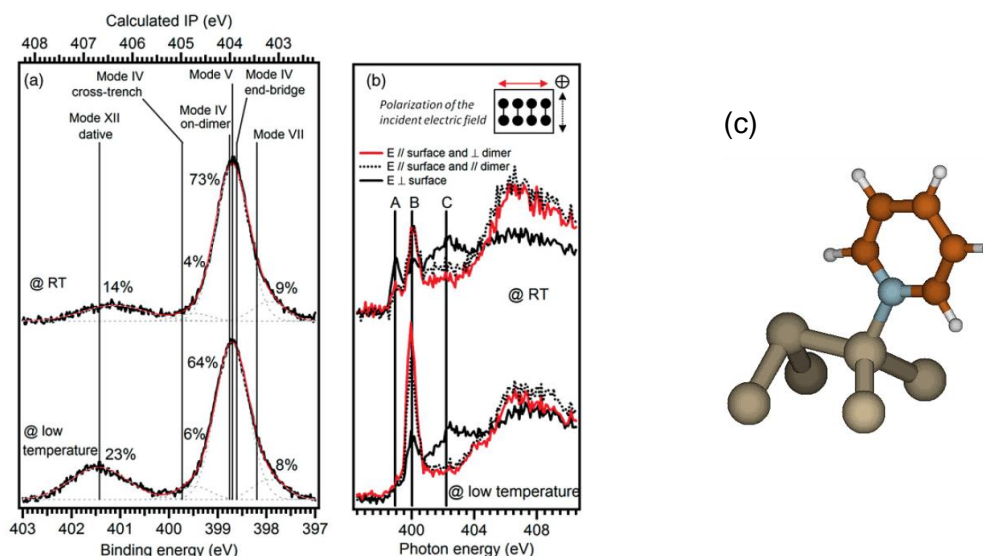 Calculated IP (eV)
408 407 406 405 404 403
(a)
Mode IV
cross-trench
Mode V
Mode IV
end-bridge
Mode XII
dative
Mode IV
on-dimer
Mode VII
73%
4%
14%
9%
@ RT
64%
6%
23%
8%
@ low
temperature
403 402 401 400 399 398 397
Binding energy (eV)
(b)
Polarization of the
incident electric field
E // surface and ⊥ dimer
E // surface and // dimer
E ⊥ surface
A B C
@ RT
@ low temperature
400 404 408
Photon energy (eV)
(c)